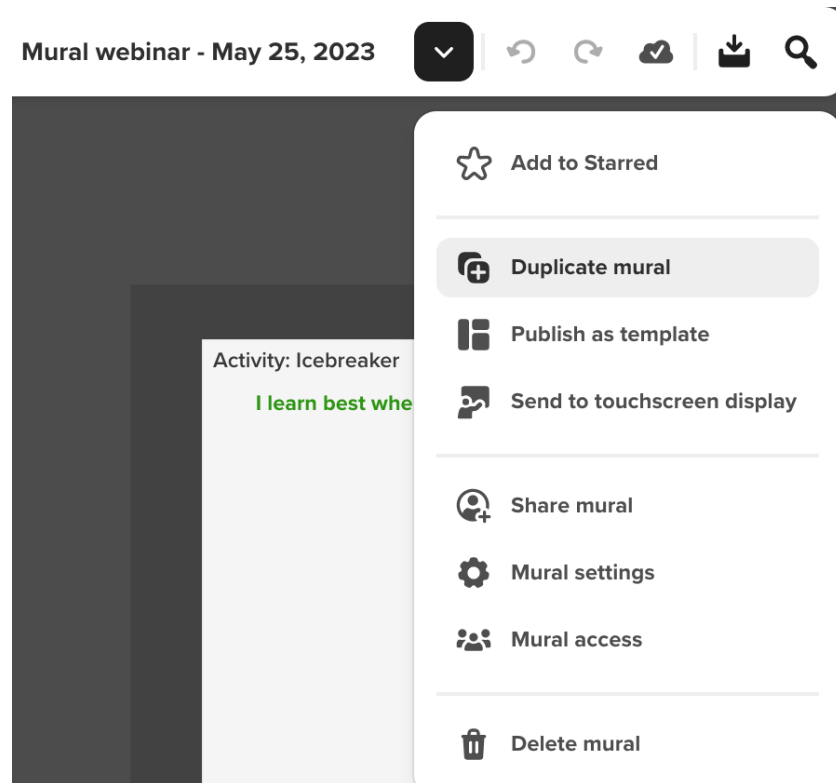 Mural webinar - May 25, 2023
Add to Starred
Duplicate mural
Publish as template
Send to touchscreen display
Share mural
Mural settings
Mural access
Delete mural
Activity: Icebreaker
I learn best whe